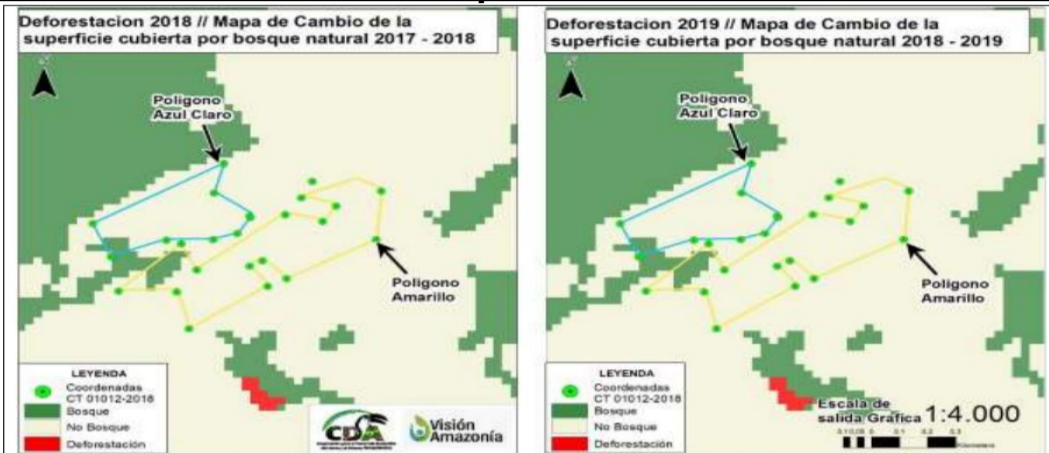 Deforestacion 2018 // Mapa de Cambio de la
superficie cubierta por bosque natural 2017 - 2018
Poligono
Azul Claro
Poligono
Amarillo
LEYENDA
Coordenadas
CT 01012-2018
Bosque
No Bosque
Deforestación
CDA
Visión
Amazonía
Deforestacion 2019 // Mapa de Cambio de la
superficie cubierta por bosque natural 2018 - 2019
Poligono
Azul Claro
Poligono
Amarillo
LEYENDA
Coordenadas
CT 01012-2018
Bosque
No Bosque
Deforestación
Escala de
salida Grafica 1:4.000